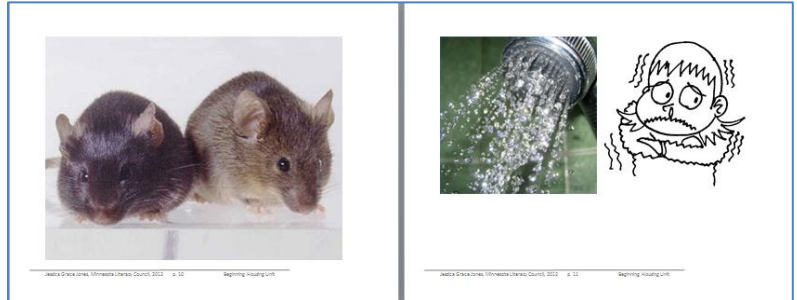 Jessica Grace Jones, Minnesota Literacy Council, 2012 p. 10 Beginning Housing Unit
Jessica Grace Jones, Minnesota Literacy Council, 2012 p. 11 Beginning Housing Unit